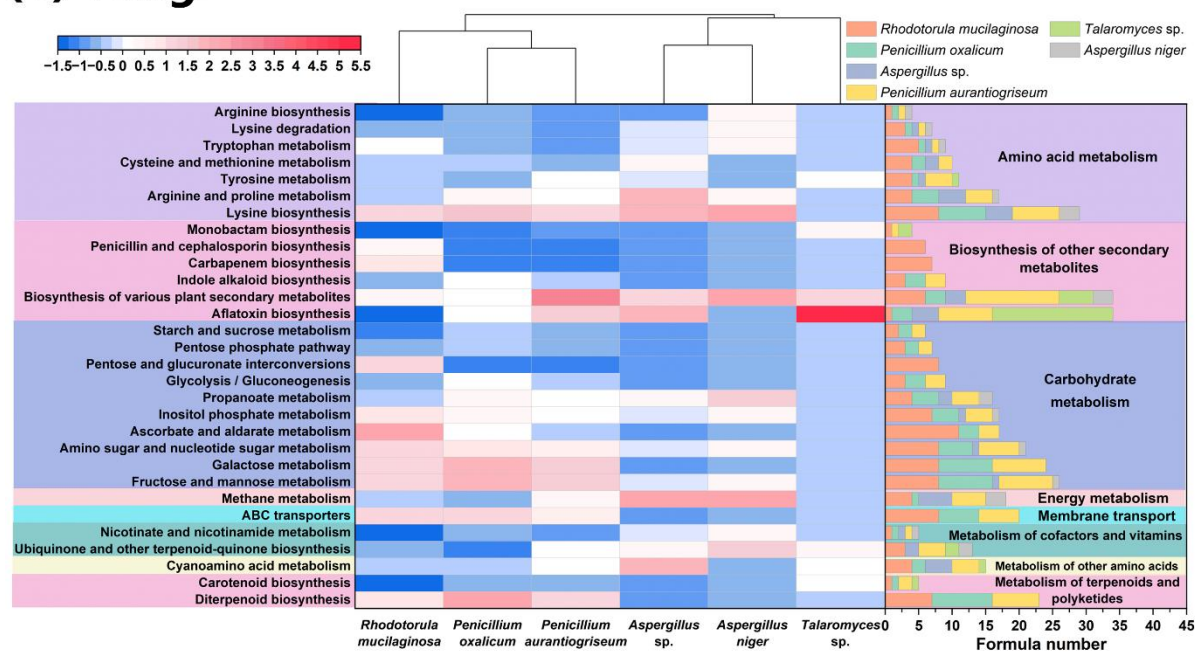 -1.5 -1 -0.5 0 0.5 1 1.5 2 2.5 3 3.5 4 4.5 5 5.5
Rhodotorula mucilaginosa
Talaromyces sp.
Penicillium oxalicum
Aspergillus niger
Aspergillus sp.
Penicillium aurantiogriseum
Arginine biosynthesis
Lysine degradation
Tryptophan metabolism
Cysteine and methionine metabolism
Tyrosine metabolism
Arginine and proline metabolism
Lysine biosynthesis
Monobactam biosynthesis
Penicillin and cephalosporin biosynthesis
Carbapenem biosynthesis
Indole alkaloid biosynthesis
Biosynthesis of various plant secondary metabolites
Aflatoxin biosynthesis
Starch and sucrose metabolism
Pentose phosphate pathway
Pentose and glucuronate interconversions
Glycolysis / Gluconeogenesis
Propanoate metabolism
Inositol phosphate metabolism
Ascorbate and aldarate metabolism
Amino sugar and nucleotide sugar metabolism
Galactose metabolism
Fructose and mannose metabolism
Methane metabolism
ABC transporters
Nicotinate and nicotinamide metabolism
Ubiquinone and other terpenoid-quinone biosynthesis
Cyanoamino acid metabolism
Carotenoid biosynthesis
Diterpenoid biosynthesis
Amino acid metabolism
Biosynthesis of other secondary
metabolites
Carbohydrate
metabolism
Energy metabolism
Membrane transport
Metabolism of cofactors and vitamins
Metabolism of other amino acids
Metabolism of terpenoids and
polyketides
Rhodotorula
mucilaginosa
Penicillium
oxalicum
Penicillium
aurantiogriseum
Aspergillus
sp.
Aspergillus
niger
Talaromyces
sp.
0 5 10 15 20 25 30 35 40 45
Formula number